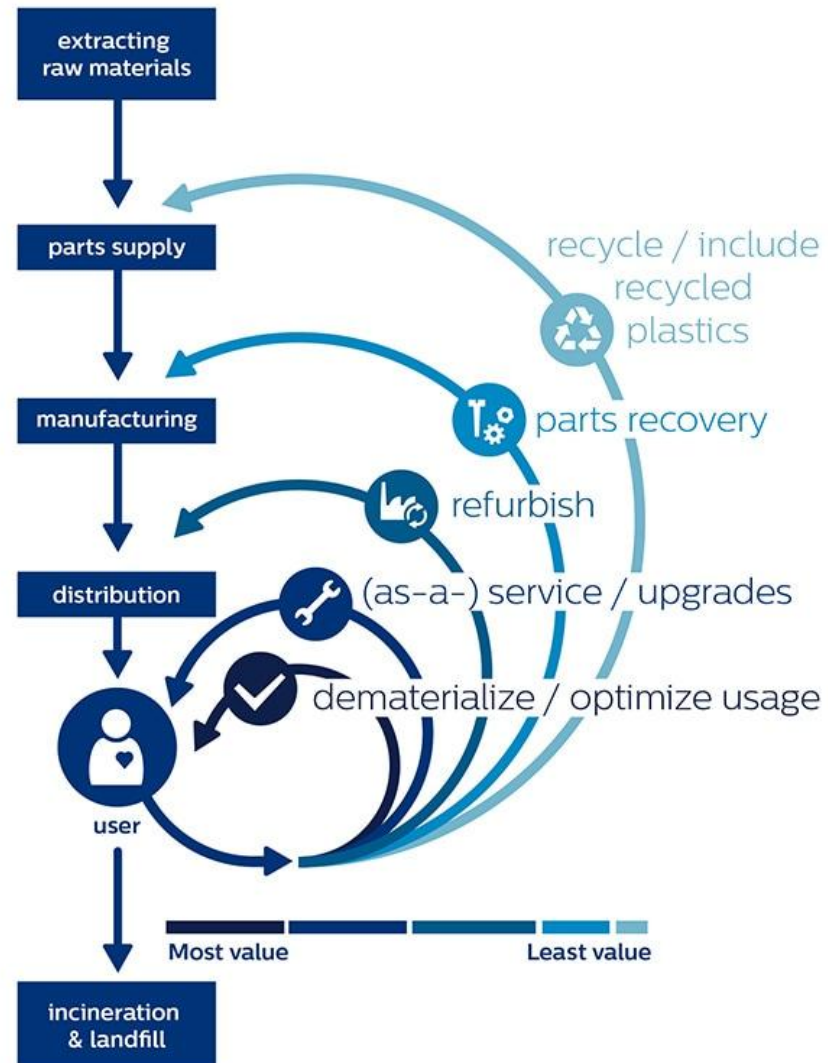 extracting
raw materials
parts supply
recycle / include
recycled
plastics
manufacturing
parts recovery
refurbish
distribution
(as-a-) service / upgrades
dematerialize / optimize usage
user
Most value
Least value
incineration
& landfill